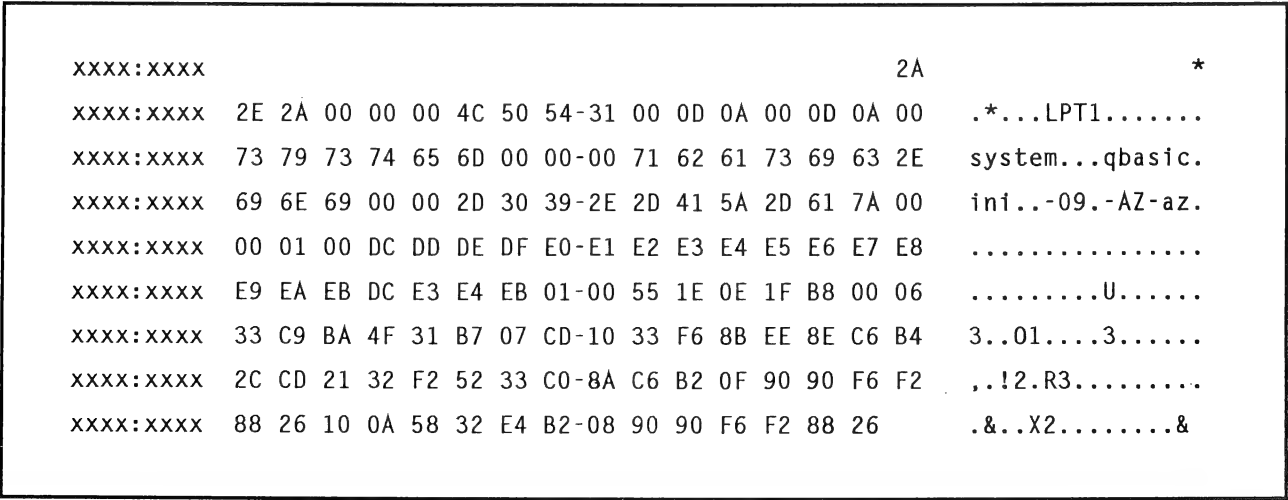 xxxx:xxxx 2A *
xxxx:xxxx 2E 2A 00 00 00 4C 50 54-31 00 0D 0A 00 0D 0A 00 .*...LPT1.......
xxxx:xxxx 73 79 73 74 65 6D 00 00-00 71 62 61 73 69 63 2E system...qbasic.
xxxx:xxxx 69 6E 69 00 00 2D 30 39-2E 2D 41 5A 2D 61 7A 00 ini..-09.-AZ-az.
xxxx:xxxx 00 01 00 DC DD DE DF E0-E1 E2 E3 E4 E5 E6 E7 E8 ................
xxxx:xxxx E9 EA EB DC E3 E4 EB 01-00 55 1E 0E 1F B8 00 06 .........U......
xxxx:xxxx 33 C9 BA 4F 31 B7 07 CD-10 33 F6 8B EE 8E C6 B4 3..O1....3......
xxxx:xxxx 2C CD 21 32 F2 52 33 C0-8A C6 B2 0F 90 90 F6 F2 ,.!2.R3.........
xxxx:xxxx 88 26 10 0A 58 32 E4 B2-08 90 90 F6 F2 88 26 .&..X2........&